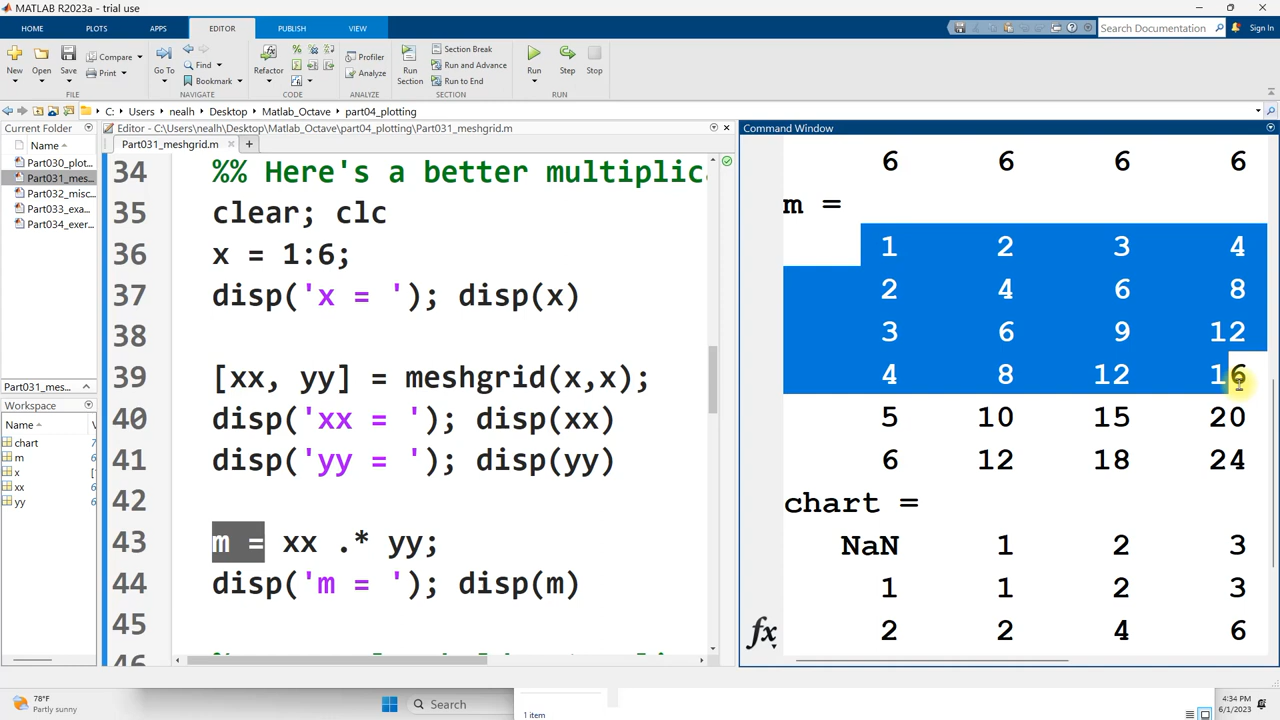 MATLAB R2023a - trial use
HOME PLOTS APPS EDITOR PUBLISH VIEW Search Documentation Sign In
New Open Save Compare Print Go To Find Bookmark Refactor Profiler Analyze Run Section Section Break Run and Advance Run to End Run Step Stop
FILE NAVIGATE CODE ANALYZE SECTION RUN
C: Users nealh Desktop Matlab_Octave part04_plotting
Current Folder
Name
Part030_plot...
Part031_mes...
Part032_misc...
Part033_exa...
Part034_exer...
Part031_mes...
Workspace
Name
chart 7
m 6
x [
xx 6
yy 6
Editor - C:\Users\nealh\Desktop\Matlab_Octave\part04_plotting\Part031_meshgrid.m
Part031_meshgrid.m
34 %% Here's a better multiplic
35 clear; clc
36 x = 1:6;
37 disp('x = '); disp(x)
38
39 [xx, yy] = meshgrid(x,x);
40 disp('xx = '); disp(xx)
41 disp('yy = '); disp(yy)
42
43 m = xx .* yy;
44 disp('m = '); disp(m)
45
Command Window
6 6 6 6
m =
1 2 3 4
2 4 6 8
3 6 9 12
4 8 12 16
5 10 15 20
6 12 18 24
chart =
NaN 1 2 3
1 1 2 3
2 2 4 6
fx
78°F
Partly sunny
Search
1 item
4:34 PM
6/1/2023